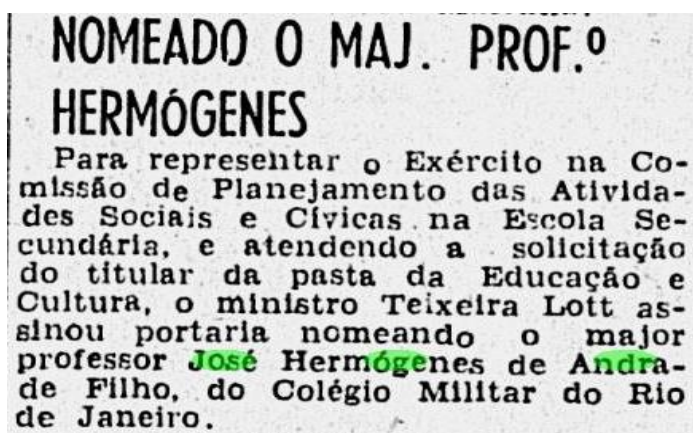 NOMEADO O MAJ. PROF.º
HERMÓGENES
Para representar o Exército na Co-
missão de Planejamento das Ativida-
des Sociais e Cívicas na Escola Se-
cundária, e atendendo a solicitação
do titular da pasta da Educação e
Cultura, o ministro Teixeira Lott as-
sinou portaria nomeando o major
professor José Hermógenes de Andra-
de Filho, do Colégio Militar do Rio
de Janeiro.